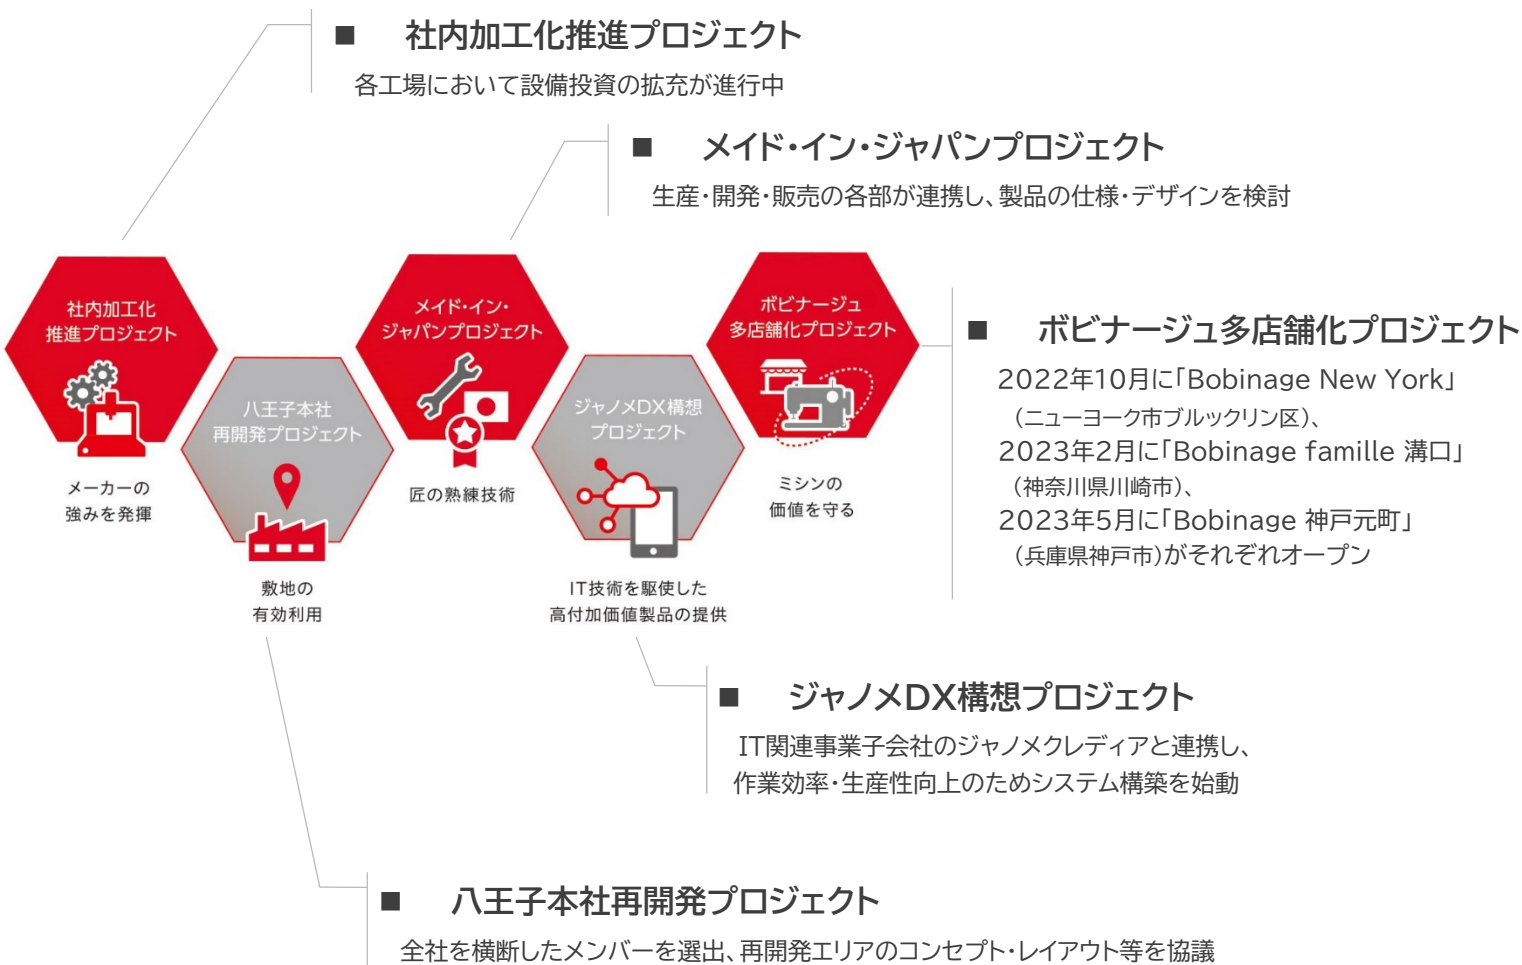 ■ 社内加工化推進プロジェクト
各工場において設備投資の拡充が進行中
■ メイド・イン・ジャパンプロジェクト
生産・開発・販売の各部が連携し、製品の仕様・デザインを検討
社内加工化
推進プロジェクト
メーカーの
強みを発揮
八王子本社
再開発プロジェクト
敷地の
有効利用
メイド・イン・
ジャパンプロジェクト
匠の熟練技術
ジャノメDX構想
プロジェクト
IT技術を駆使した
高付加価値製品の提供
ボビナージュ
多店舗化プロジェクト
ミシンの
価値を守る
■ ボビナージュ多店舗化プロジェクト
2022年10月に「Bobinage New York」
（ニューヨーク市ブルックリン区）、
2023年2月に「Bobinage famille 溝口」
（神奈川県川崎市）、
2023年5月に「Bobinage 神戸元町」
（兵庫県神戸市）がそれぞれオープン
■ ジャノメDX構想プロジェクト
IT関連事業子会社のジャノメクレディアと連携し、
作業効率・生産性向上のためシステム構築を始動
■ 八王子本社再開発プロジェクト
全社を横断したメンバーを選出、再開発エリアのコンセプト・レイアウト等を協議